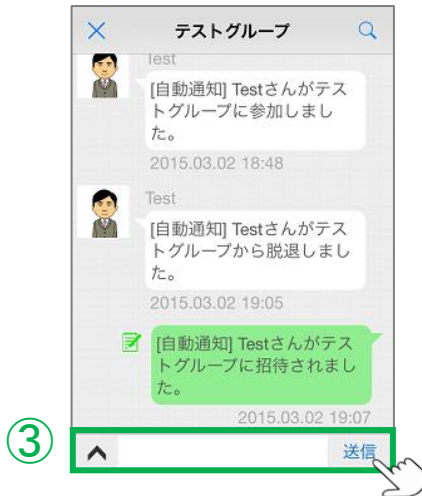 テストグループ
Test
[自動通知] Testさんがテス
トグループに参加しまし
た。
2015.03.02 18:48
Test
[自動通知] Testさんがテス
トグループから脱退しまし
た。
2015.03.02 19:05
[自動通知] Testさんがテス
トグループに招待されまし
た。
2015.03.02 19:07
③
送信